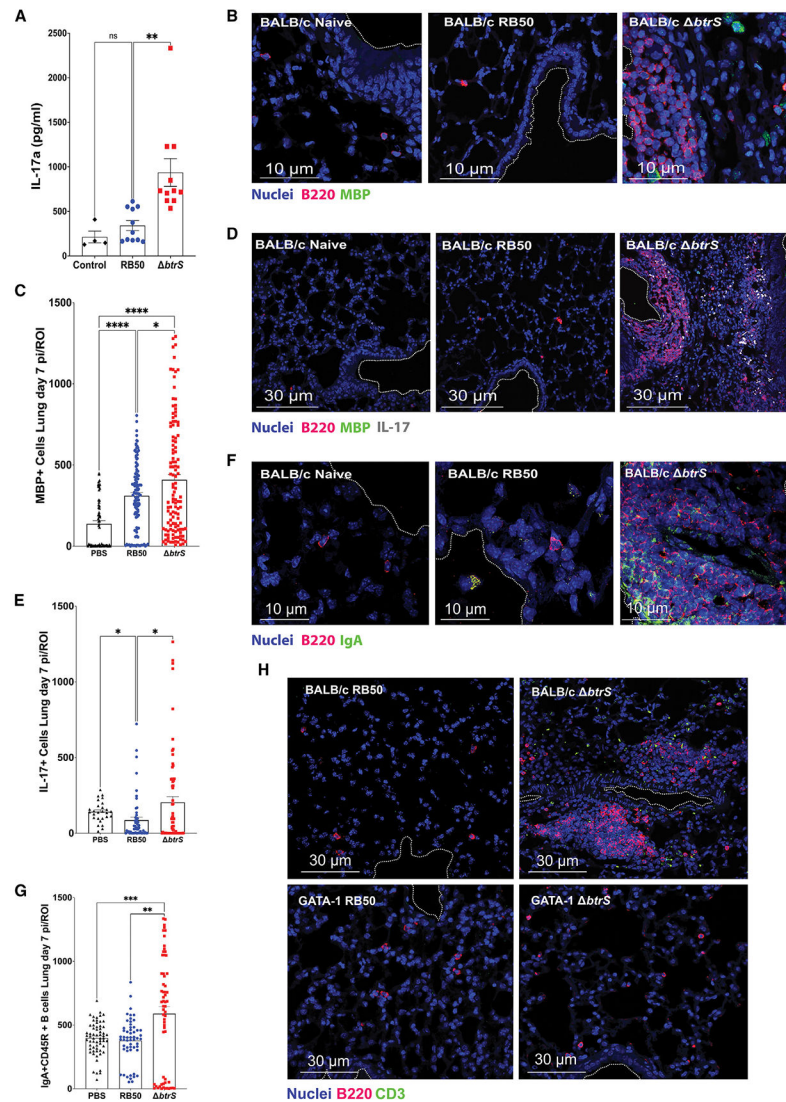 A
IL-17a (pg/ml)
2500
2000
1500
1000
500
0
ns
**
Control
RB50
ΔbtrS
B
BALB/c Naive
BALB/c RB50
BALB/c ΔbtrS
10 μm
10 μm
10 μm
Nuclei B220 MBP
C
MBP+ Cells Lung day 7 pi/ROI
1500
1000
500
0
****
****
*
PBS
RB50
ΔbtrS
D
BALB/c Naive
BALB/c RB50
BALB/c ΔbtrS
30 μm
30 μm
30 μm
Nuclei B220 MBP IL-17
E
IL-17+ Cells Lung day 7 pi/ROI
1500
1000
500
0
*
*
PBS
RB50
ΔbtrS
F
BALB/c Naive
BALB/c RB50
BALB/c ΔbtrS
10 μm
10 μm
10 μm
Nuclei B220 IgA
G
IgA+CD45R + B cells Lung day 7 pi/ROI
1500
1000
500
0
***
**
PBS
RB50
ΔbtrS
H
BALB/c RB50
BALB/c ΔbtrS
30 μm
30 μm
GATA-1 RB50
GATA-1 ΔbtrS
30 μm
30 μm
Nuclei B220 CD3